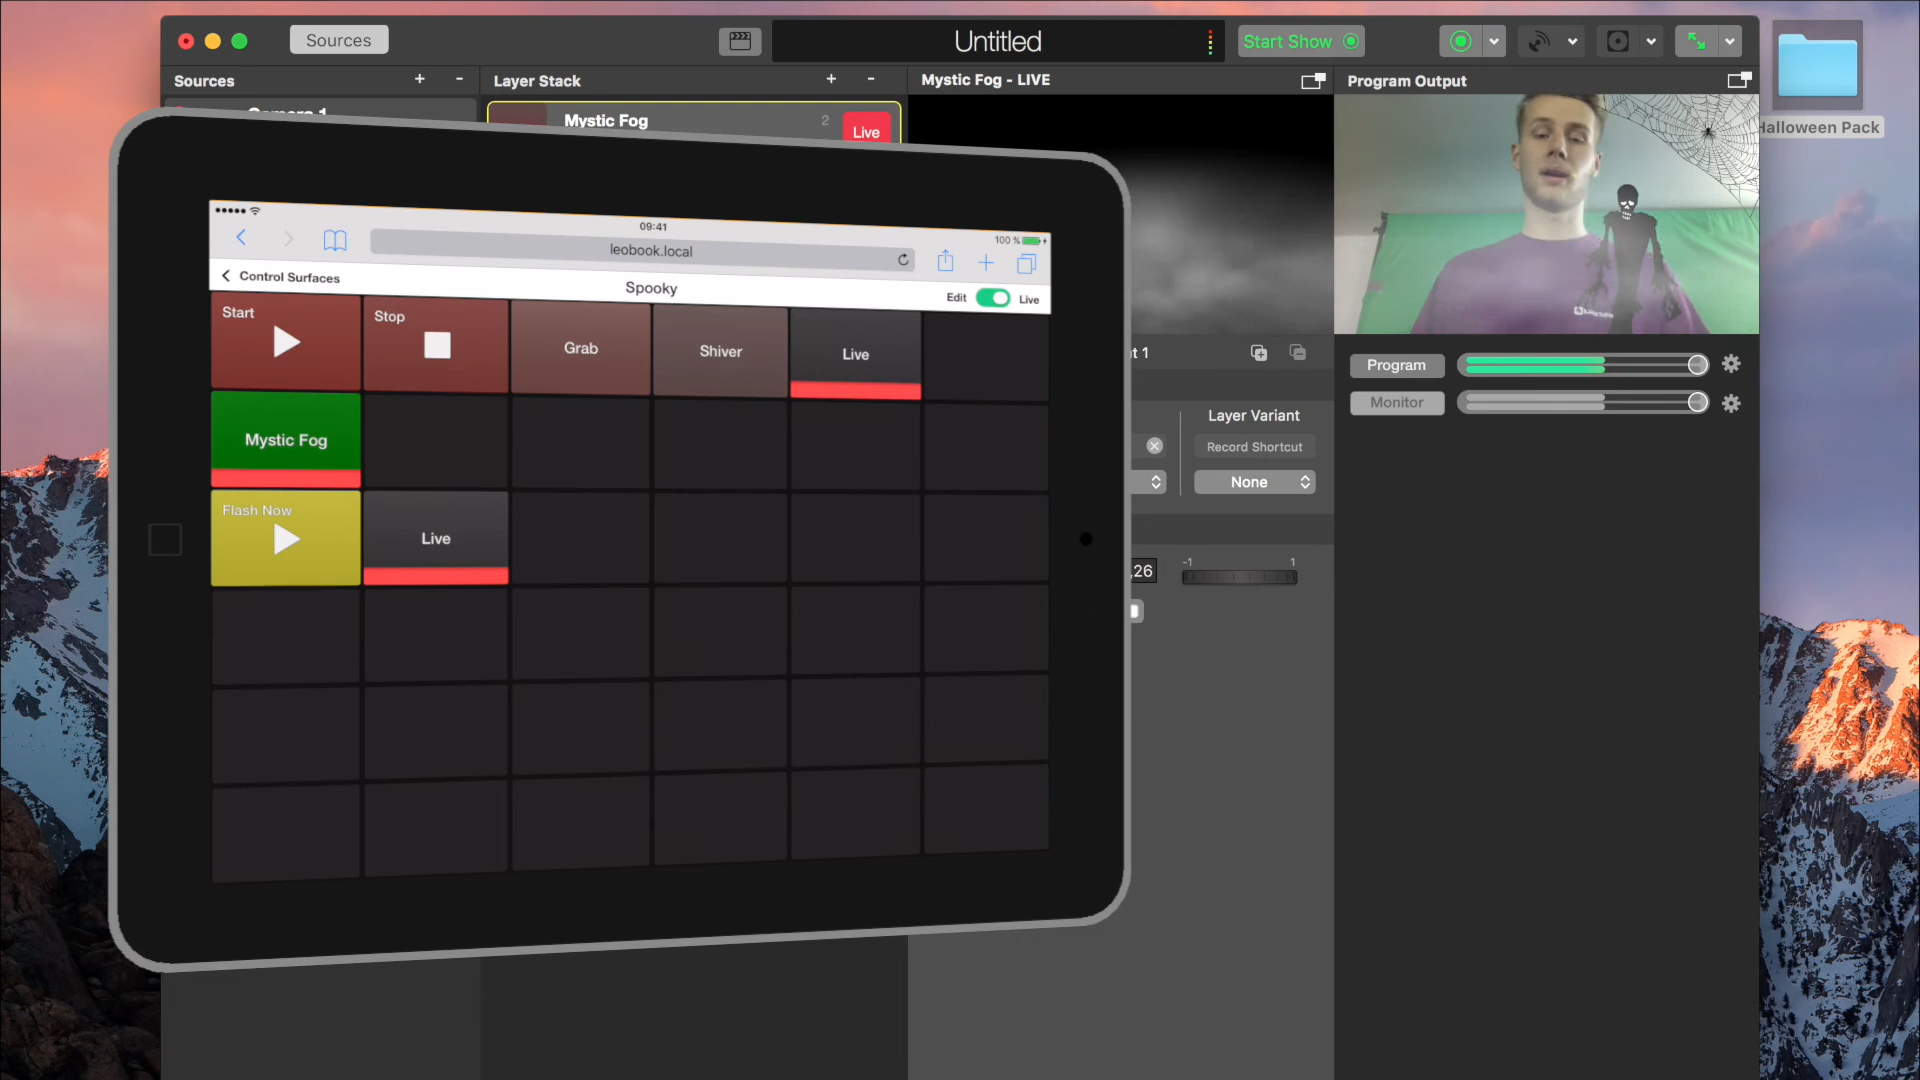 Sources
Untitled
Start Show
Sources + -
Layer Stack + -
Mystic Fog - LIVE
Program Output
Camera 1
Mystic Fog
2
Live
Halloween Pack
09:41
100 %
leobook.local
Control Surfaces
Spooky
Edit
Live
Start
Stop
Grab
Shiver
Live
Mystic Fog
Flash Now
Live
t 1
Layer Variant
Record Shortcut
None
,26
-1
1
Program
Monitor